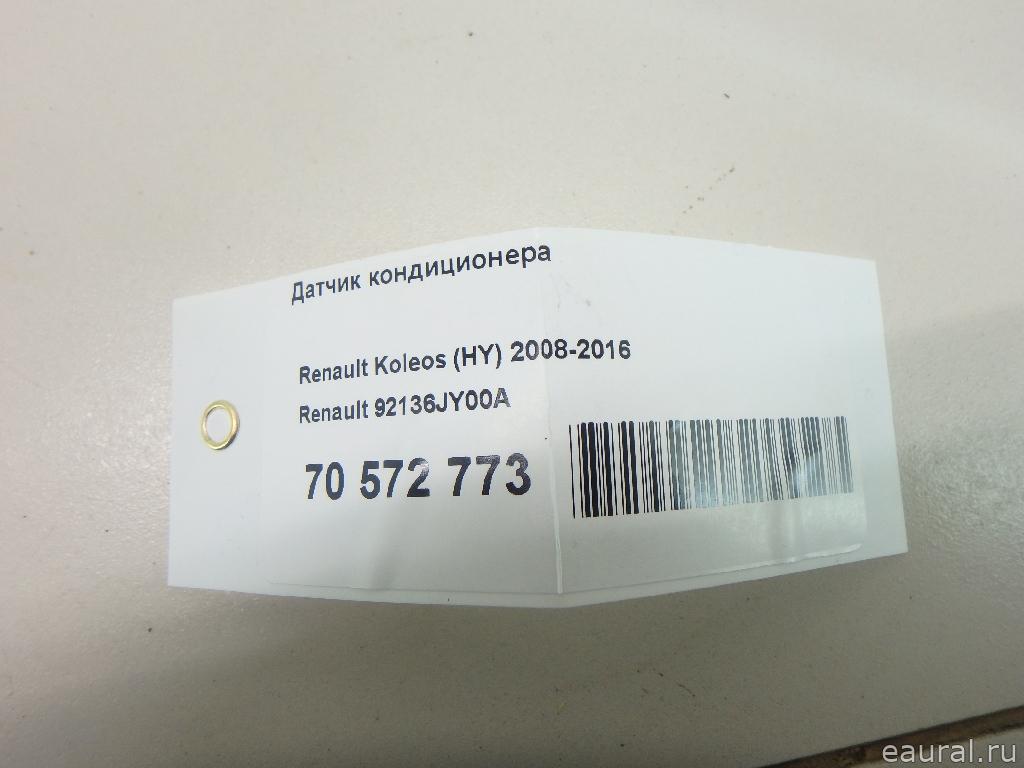 Датчик кондиционера
Renault Koleos (HY) 2008-2016
Renault 92136JY00A
70 572 773
eaural.ru